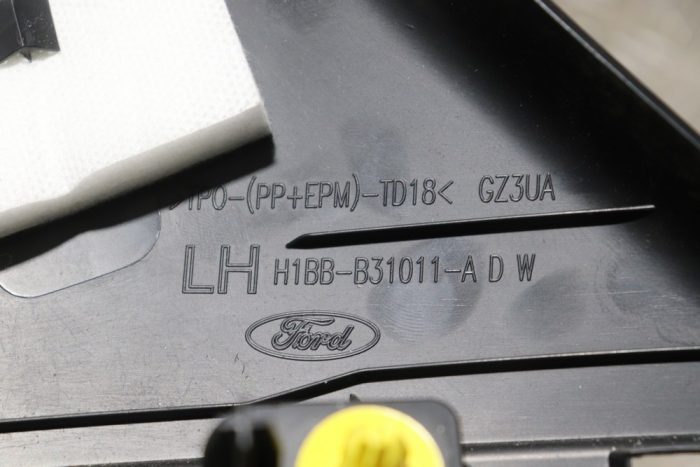 >TPO-(PP+EPM)-TD18< GZ3UA
LH H1BB-B31011-A D W
Ford